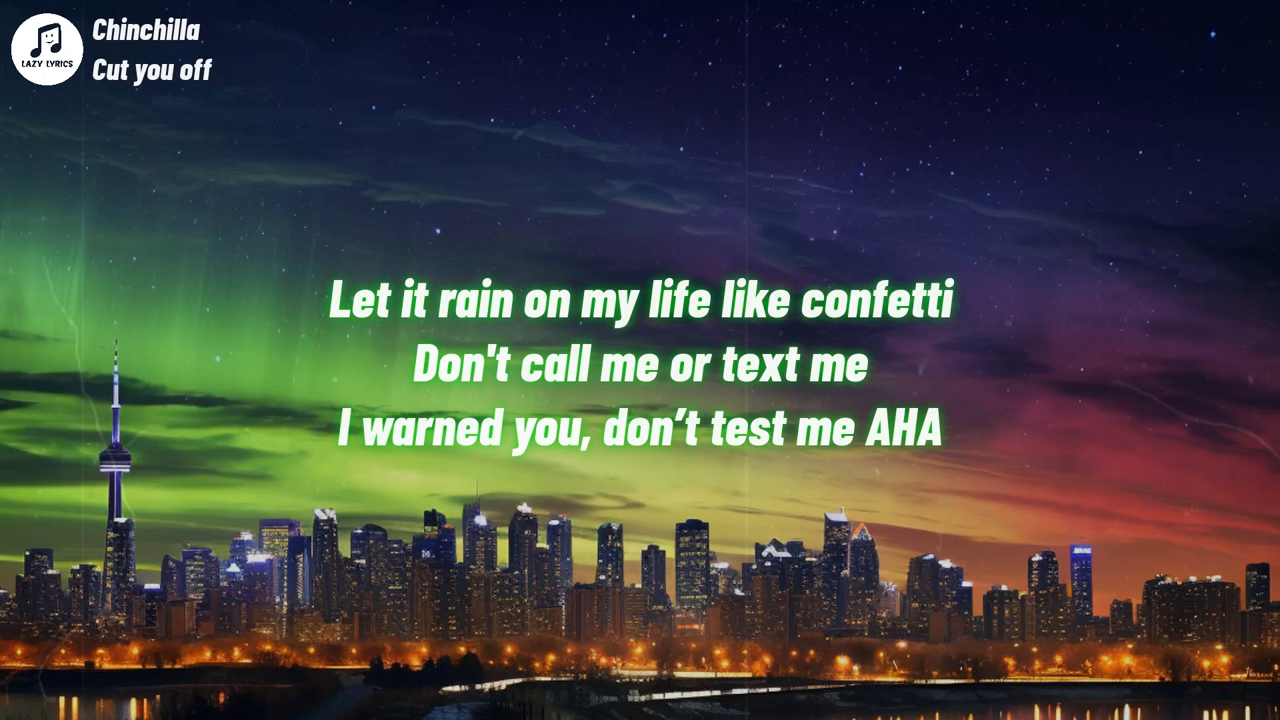 Chinchilla
LAZY LYRICS
Cut you off
Let it rain on my life like confetti
Don't call me or text me
I warned you, don’t test me AHA